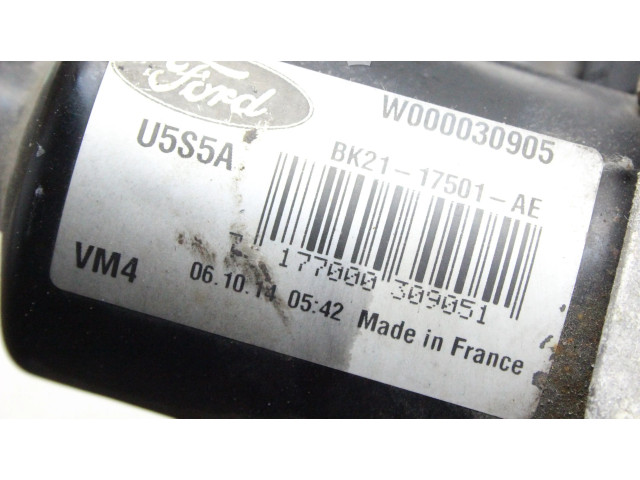 Ford
W000030905
U5S5A
BK21-17501-AE
177000 309051
VM4
06.10.14 05:42 Made in France